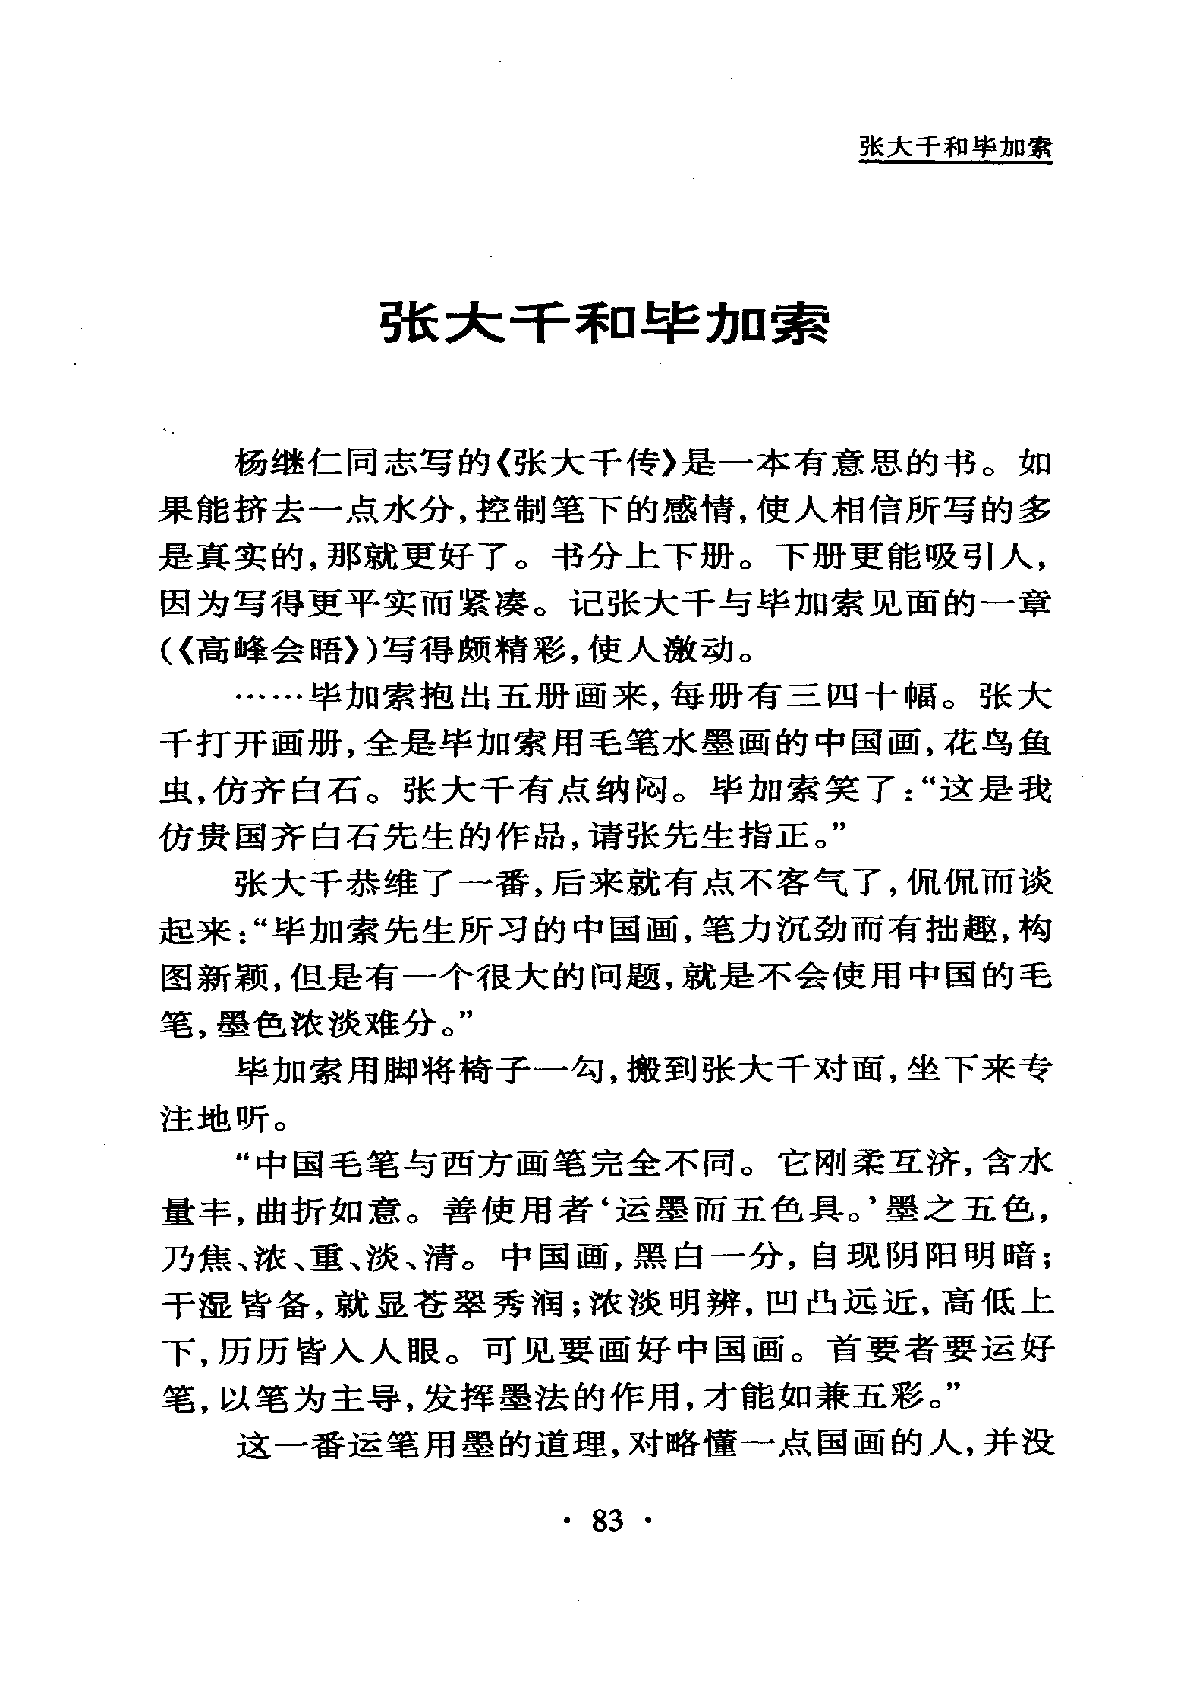 张大千和毕加索
张大千和毕加索
杨继仁同志写的《张大千传》是一本有意思的书。如
果能挤去一点水分,控制笔下的感情,使人相信所写的多
是真实的,那就更好了。书分上下册。下册更能吸引人,
因为写得更平实而紧凑。记张大千与毕加索见面的一章
(《高峰会晤》)写得颇精彩,使人激动。
……毕加索抱出五册画来,每册有三四十幅。张大
千打开画册,全是毕加索用毛笔水墨画的中国画,花鸟鱼
虫,仿齐白石。张大千有点纳闷。毕加索笑了:“这是我
仿贵国齐白石先生的作品,请张先生指正。”
张大千恭维了一番,后来就有点不客气了,侃侃而谈
起来:“毕加索先生所习的中国画,笔力沉劲而有拙趣,构
图新颖,但是有一个很大的问题,就是不会使用中国的毛
笔,墨色浓淡难分。”
毕加索用脚将椅子一勾,搬到张大千对面,坐下来专
注地听。
“中国毛笔与西方画笔完全不同。它刚柔互济,含水
量丰,曲折如意。善使用者‘运墨而五色具。’墨之五色,
乃焦、浓、重、淡、清。中国画,黑白一分,自现阴阳明暗;
干湿皆备,就显苍翠秀润;浓淡明辨,凹凸远近,高低上
下,历历皆入人眼。可见要画好中国画。首要者要运好
笔,以笔为主导,发挥墨法的作用,才能如兼五彩。”
这一番运笔用墨的道理,对略懂一点国画的人,并没
· 83 ·